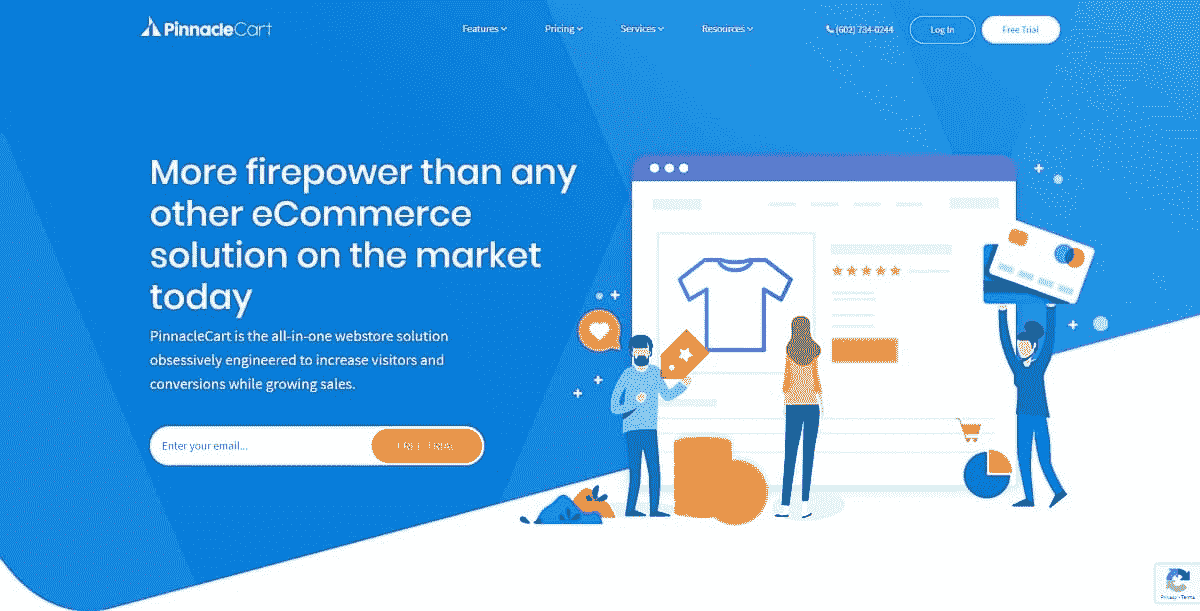 PinnacleCart
Features
Pricing
Services
Resources
(602) 734-0244
Log In
Free Trial
More firepower than any
other eCommerce
solution on the market
today
PinnacleCart is the all-in-one webstore solution
obsessively engineered to increase visitors and
conversions while growing sales.
Enter your email...
FREE TRIAL
Privacy - Terms